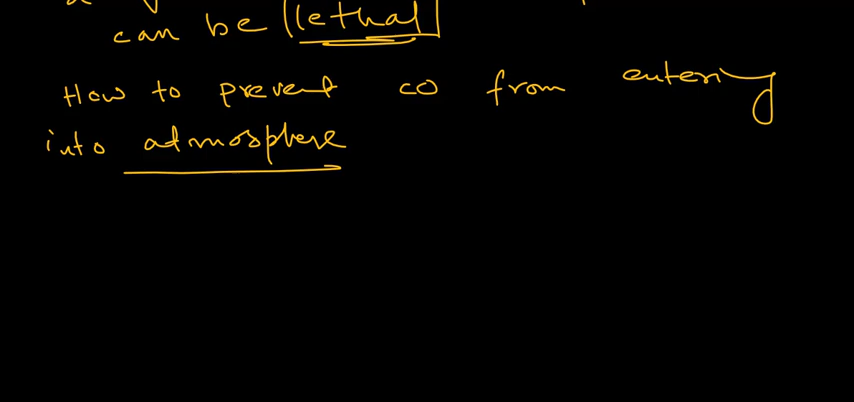 can be lethal
How to prevent co from entering
into atmosphere